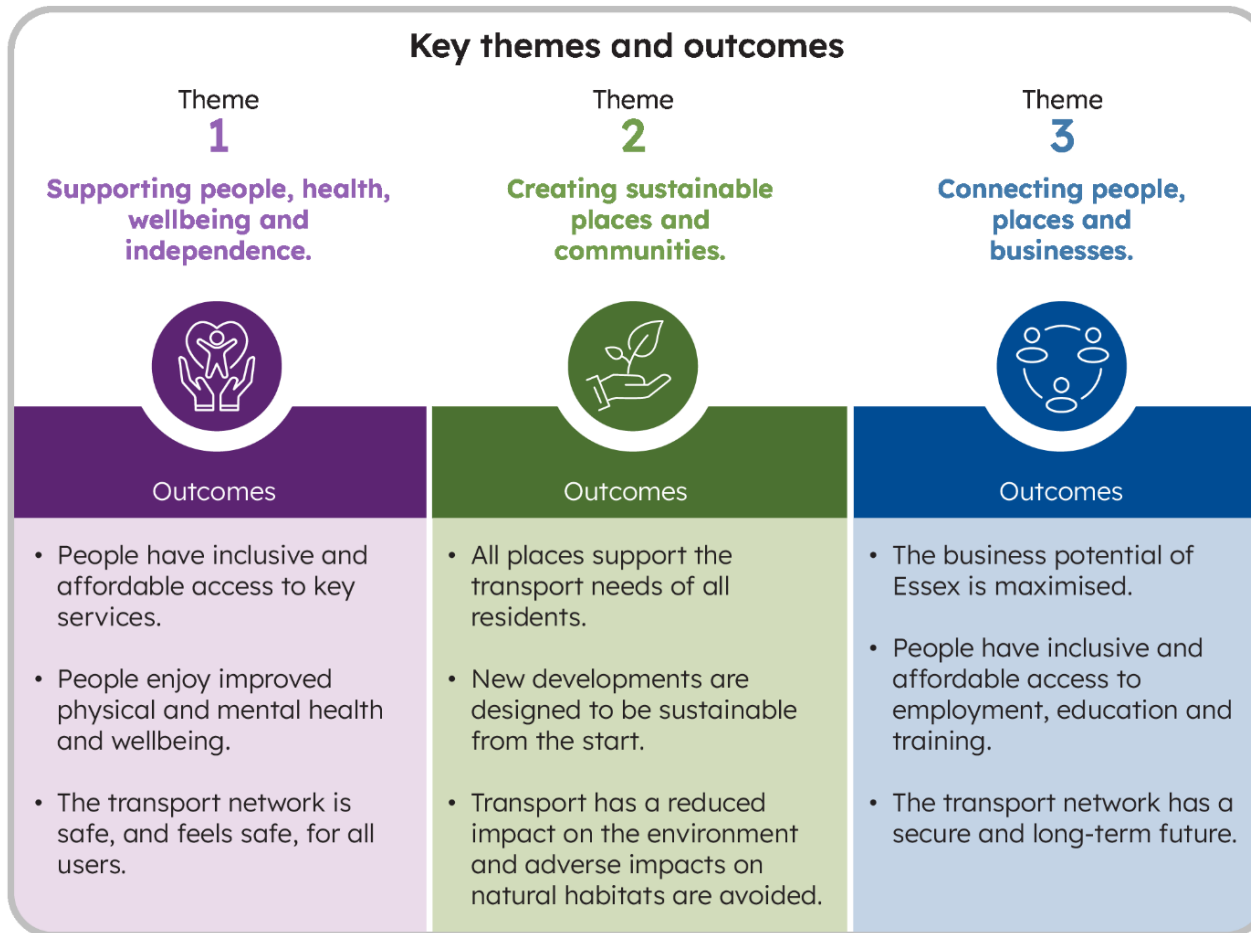 Key themes and outcomes
Theme
1
Supporting people, health,
wellbeing and
independence.
Outcomes
• People have inclusive and
affordable access to key
services.
• People enjoy improved
physical and mental health
and wellbeing.
• The transport network is
safe, and feels safe, for all
users.
Theme
2
Creating sustainable
places and
communities.
Outcomes
• All places support the
transport needs of all
residents.
• New developments are
designed to be sustainable
from the start.
• Transport has a reduced
impact on the environment
and adverse impacts on
natural habitats are avoided.
Theme
3
Connecting people,
places and
businesses.
Outcomes
• The business potential of
Essex is maximised.
• People have inclusive and
affordable access to
employment, education and
training.
• The transport network has a
secure and long-term future.